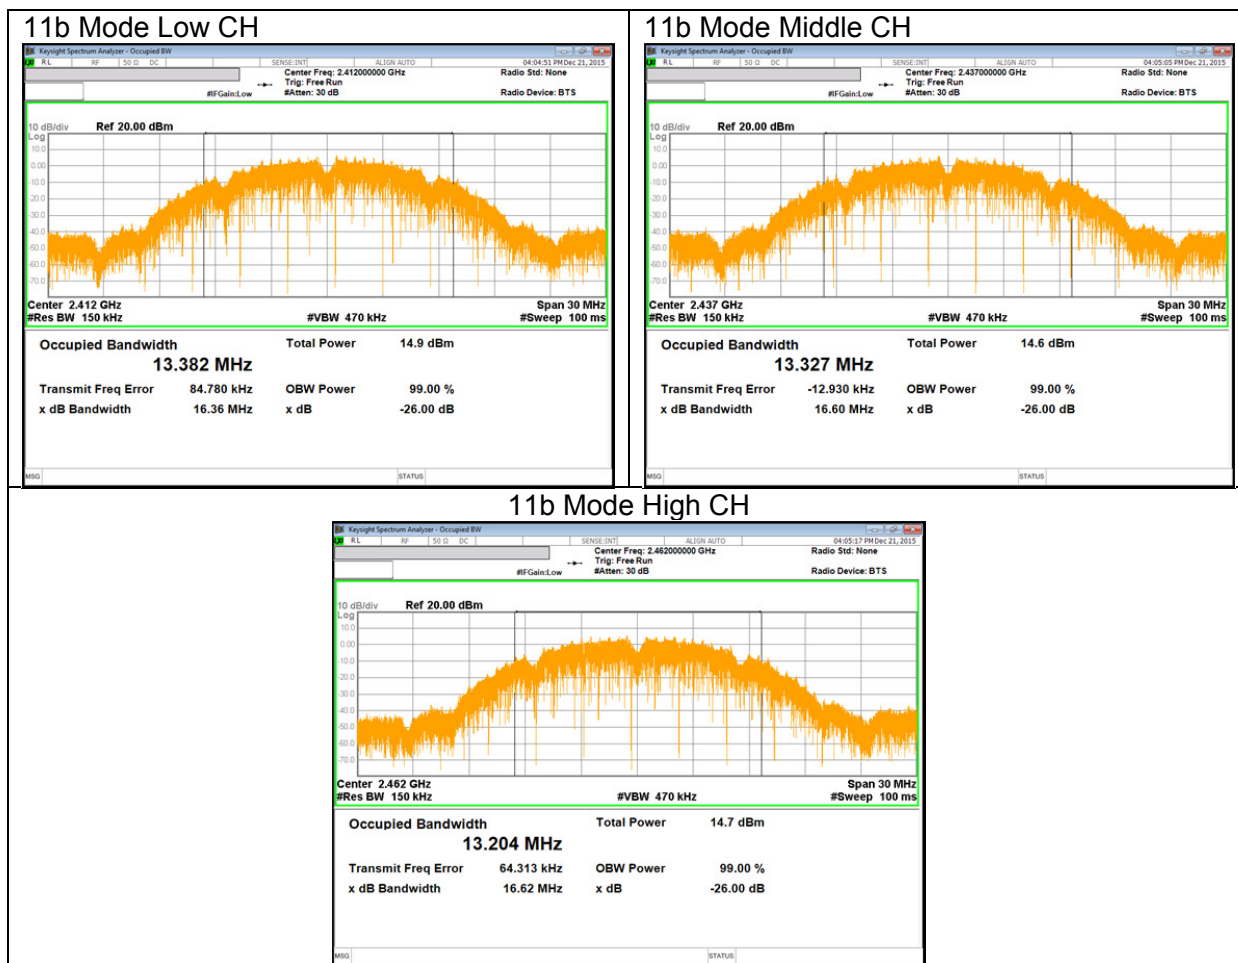 11b Mode Low CH
Keysight Spectrum Analyzer - Occupied BW
RL RF 50 Ω DC SENSE:INT ALIGN AUTO 04:04:51 PM Dec 21, 2015
Center Freq: 2.412000000 GHz Radio Std: None
Trig: Free Run
#IFGain:Low #Atten: 30 dB Radio Device: BTS
10 dB/div Ref 20.00 dBm
Log
10.0
0.00
-10.0
-20.0
-30.0
-40.0
-50.0
-60.0
-70.0
Center 2.412 GHz Span 30 MHz
#Res BW 150 kHz #VBW 470 kHz #Sweep 100 ms
Occupied Bandwidth Total Power 14.9 dBm
13.382 MHz
Transmit Freq Error 84.780 kHz OBW Power 99.00 %
x dB Bandwidth 16.36 MHz x dB -26.00 dB
MSG STATUS
11b Mode Middle CH
Keysight Spectrum Analyzer - Occupied BW
RL RF 50 Ω DC SENSE:INT ALIGN AUTO 04:05:05 PM Dec 21, 2015
Center Freq: 2.437000000 GHz Radio Std: None
Trig: Free Run
#IFGain:Low #Atten: 30 dB Radio Device: BTS
10 dB/div Ref 20.00 dBm
Log
10.0
0.00
-10.0
-20.0
-30.0
-40.0
-50.0
-60.0
-70.0
Center 2.437 GHz Span 30 MHz
#Res BW 150 kHz #VBW 470 kHz #Sweep 100 ms
Occupied Bandwidth Total Power 14.6 dBm
13.327 MHz
Transmit Freq Error -12.930 kHz OBW Power 99.00 %
x dB Bandwidth 16.60 MHz x dB -26.00 dB
MSG STATUS
11b Mode High CH
Keysight Spectrum Analyzer - Occupied BW
RL RF 50 Ω DC SENSE:INT ALIGN AUTO 04:05:17 PM Dec 21, 2015
Center Freq: 2.462000000 GHz Radio Std: None
Trig: Free Run
#IFGain:Low #Atten: 30 dB Radio Device: BTS
10 dB/div Ref 20.00 dBm
Log
10.0
0.00
-10.0
-20.0
-30.0
-40.0
-50.0
-60.0
-70.0
Center 2.462 GHz Span 30 MHz
#Res BW 150 kHz #VBW 470 kHz #Sweep 100 ms
Occupied Bandwidth Total Power 14.7 dBm
13.204 MHz
Transmit Freq Error 64.313 kHz OBW Power 99.00 %
x dB Bandwidth 16.62 MHz x dB -26.00 dB
MSG STATUS